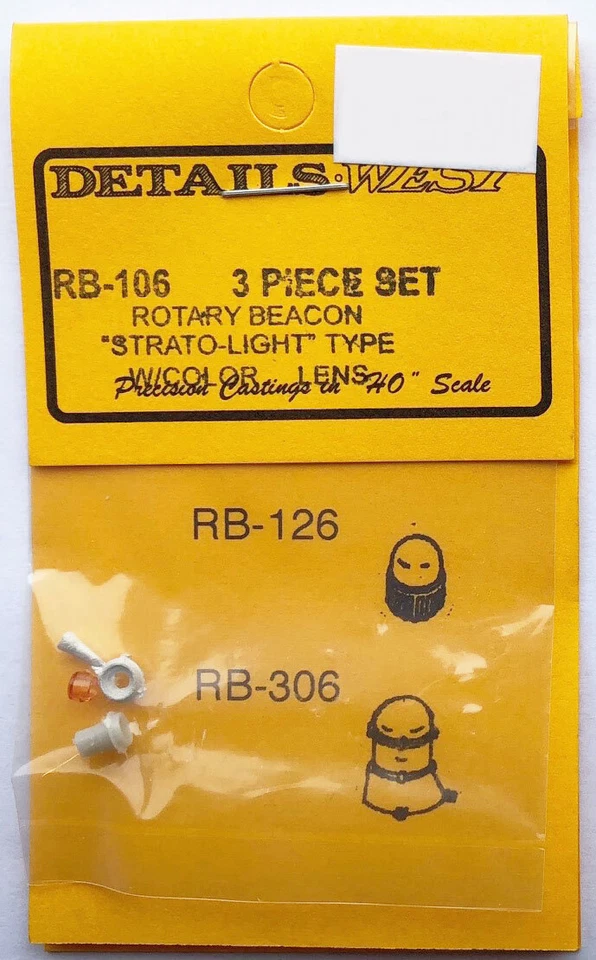 DETAILS WEST
RB-106 3 PIECE SET
ROTARY BEACON
"STRATO-LIGHT" TYPE
W/COLOR LENS
Precision Castings in "HO" Scale
RB-126
RB-306